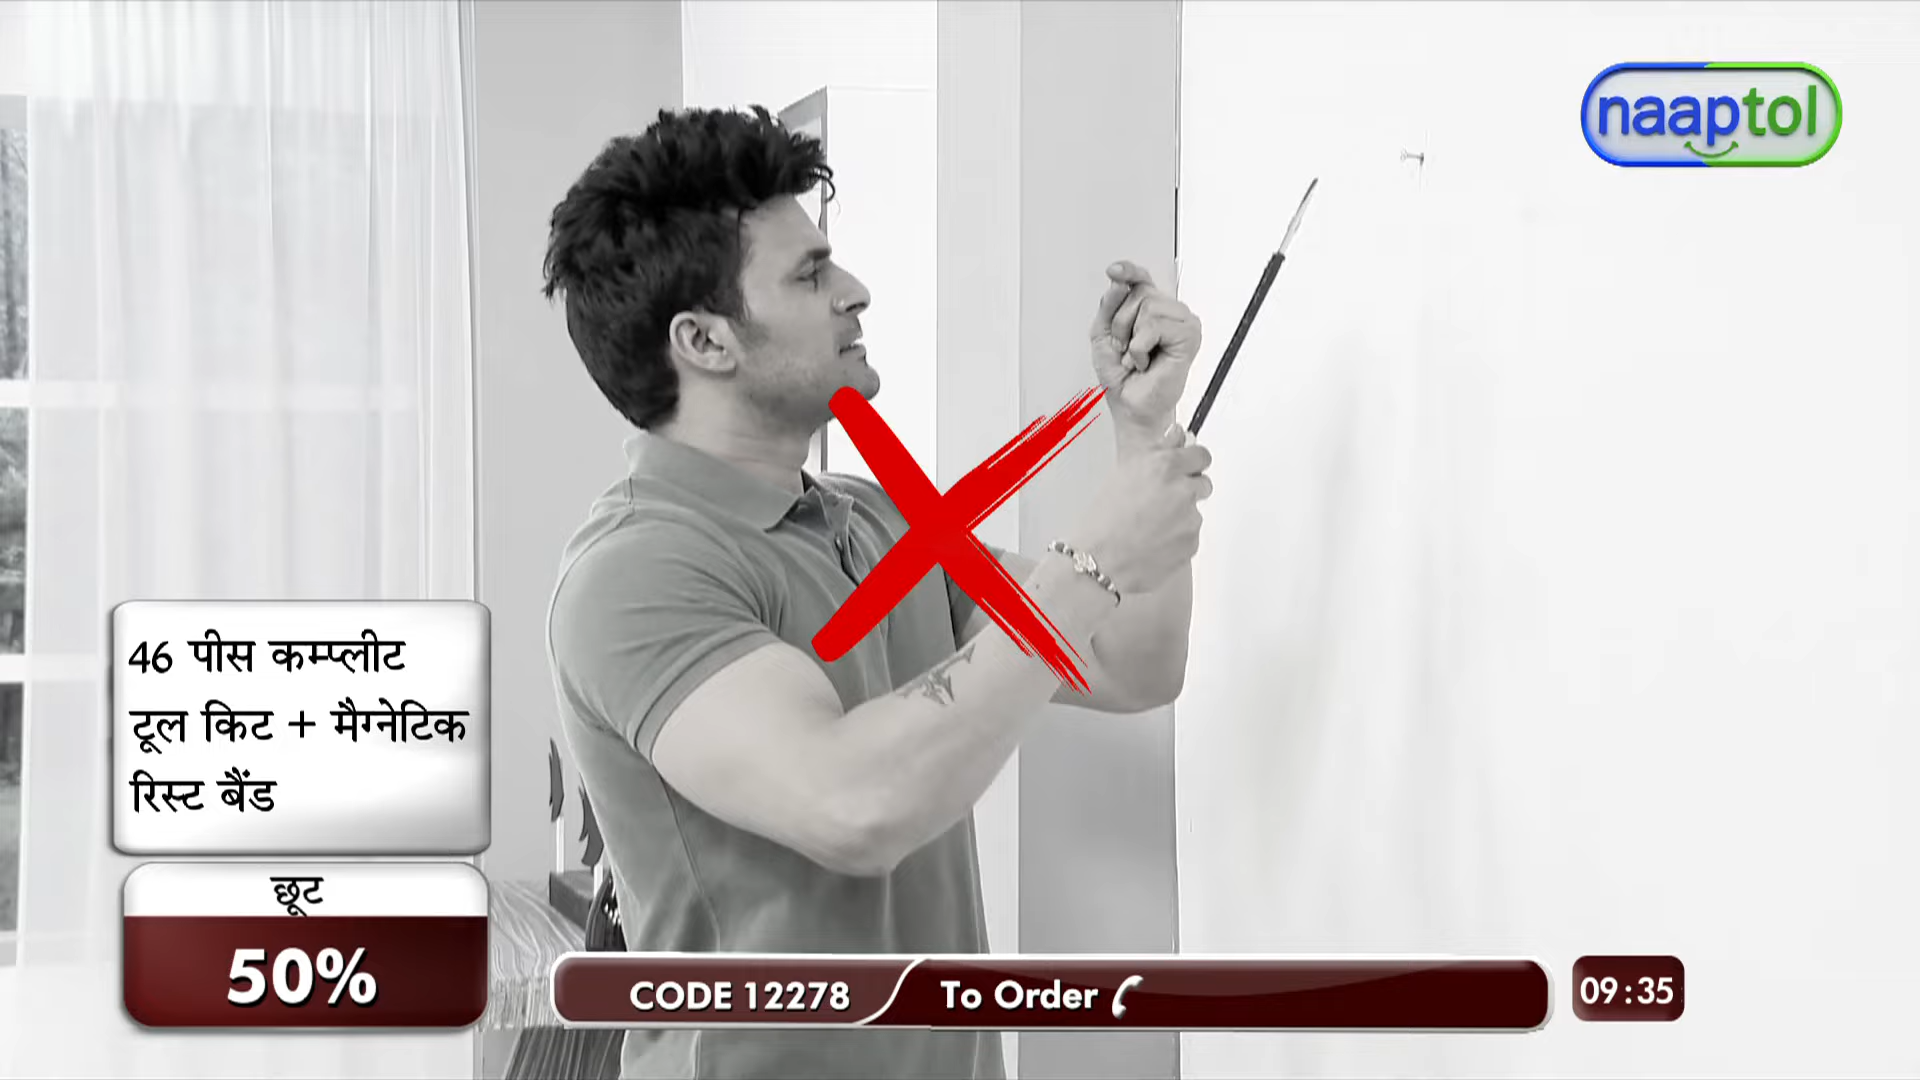 naaptol
46 पीस कम्प्लीट
टूल किट + मैग्नेटिक
रिस्ट बैंड
छूट
50%
CODE 12278
To Order
09:35